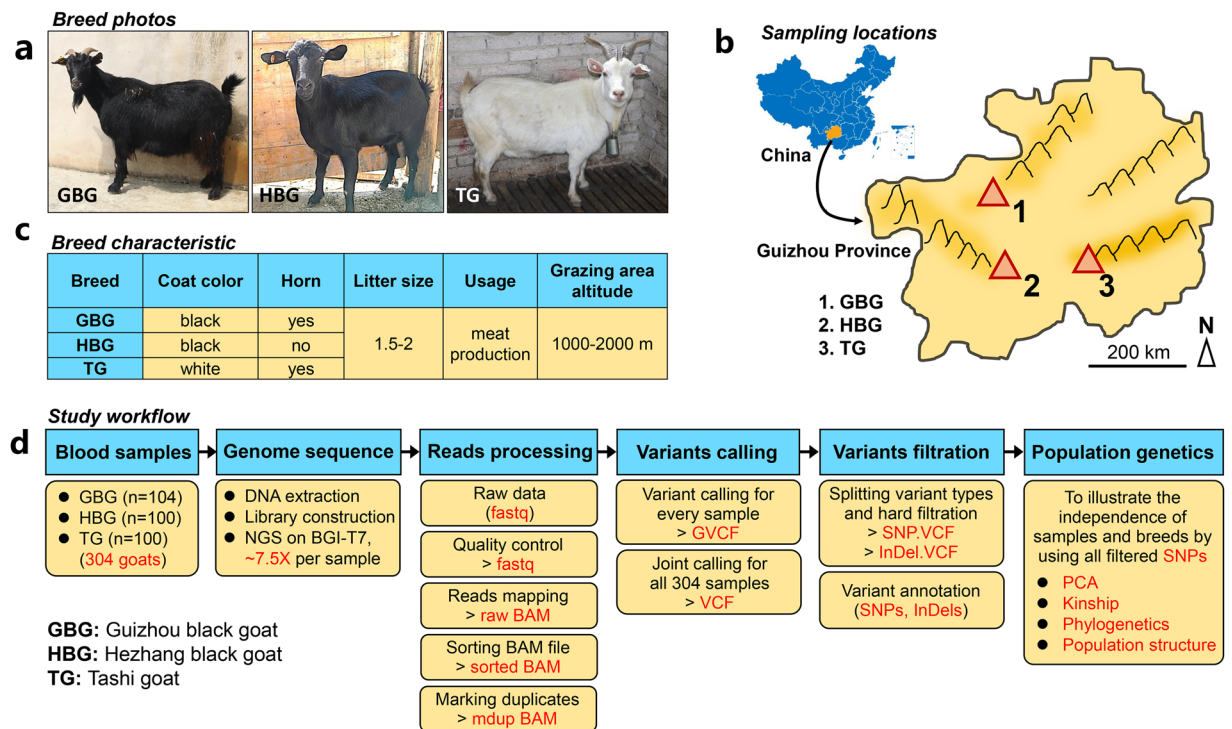 Breed photos
a
GBG
HBG
TG
b
Sampling locations
China
Guizhou Province
1
2
3
1. GBG
2. HBG
3. TG
200 km
N
c
Breed characteristic
Breed Coat color Horn Litter size Usage Grazing area altitude
GBG black yes
HBG black no
TG white yes
1.5-2
meat
production
1000-2000 m
Study workflow
d
Blood samples
● GBG (n=104)
● HBG (n=100)
● TG (n=100)
(304 goats)
Genome sequence
● DNA extraction
● Library construction
● NGS on BGI-T7,
~7.5X per sample
Reads processing
Raw data
(fastq)
Quality control
> fastq
Reads mapping
> raw BAM
Sorting BAM file
> sorted BAM
Marking duplicates
> mdup BAM
Variants calling
Variant calling for
every sample
> GVCF
Joint calling for
all 304 samples
> VCF
Variants filtration
Splitting variant types
and hard filtration
> SNP.VCF
> InDel.VCF
Variant annotation
(SNPs, InDels)
Population genetics
To illustrate the
independence of
samples and breeds by
using all filtered SNPs
● PCA
● Kinship
● Phylogenetics
● Population structure
GBG: Guizhou black goat
HBG: Hezhang black goat
TG: Tashi goat